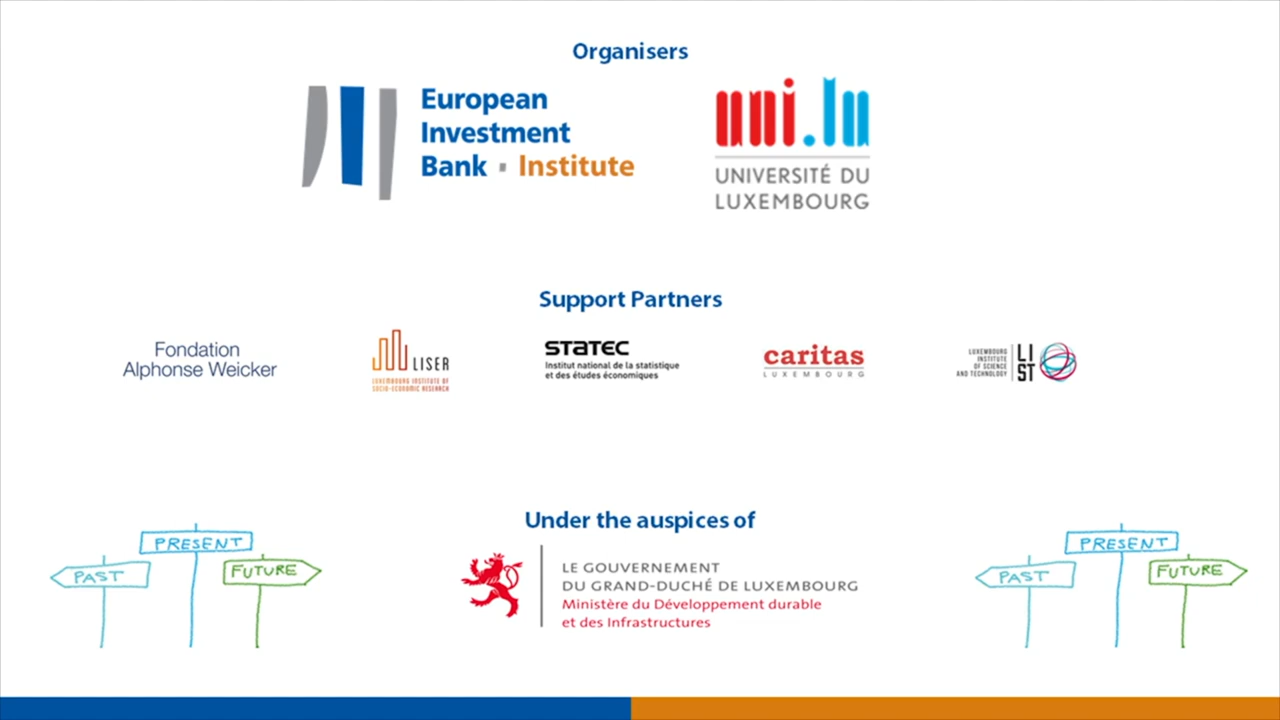 Organisers
European
Investment
Bank Institute
uni.lu
UNIVERSITÉ DU
LUXEMBOURG
Support Partners
Fondation
Alphonse Weicker
LISER
LUXEMBOURG INSTITUTE OF
SOCIO-ECONOMIC RESEARCH
STATEC
Institut national de la statistique
et des études économiques
caritas
LUXEMBOURG
LUXEMBOURG
INSTITUTE
OF SCIENCE
AND TECHNOLOGY
LI
ST
Under the auspices of
PAST
PRESENT
FUTURE
LE GOUVERNEMENT
DU GRAND-DUCHÉ DE LUXEMBOURG
Ministère du Développement durable
et des Infrastructures
PAST
PRESENT
FUTURE